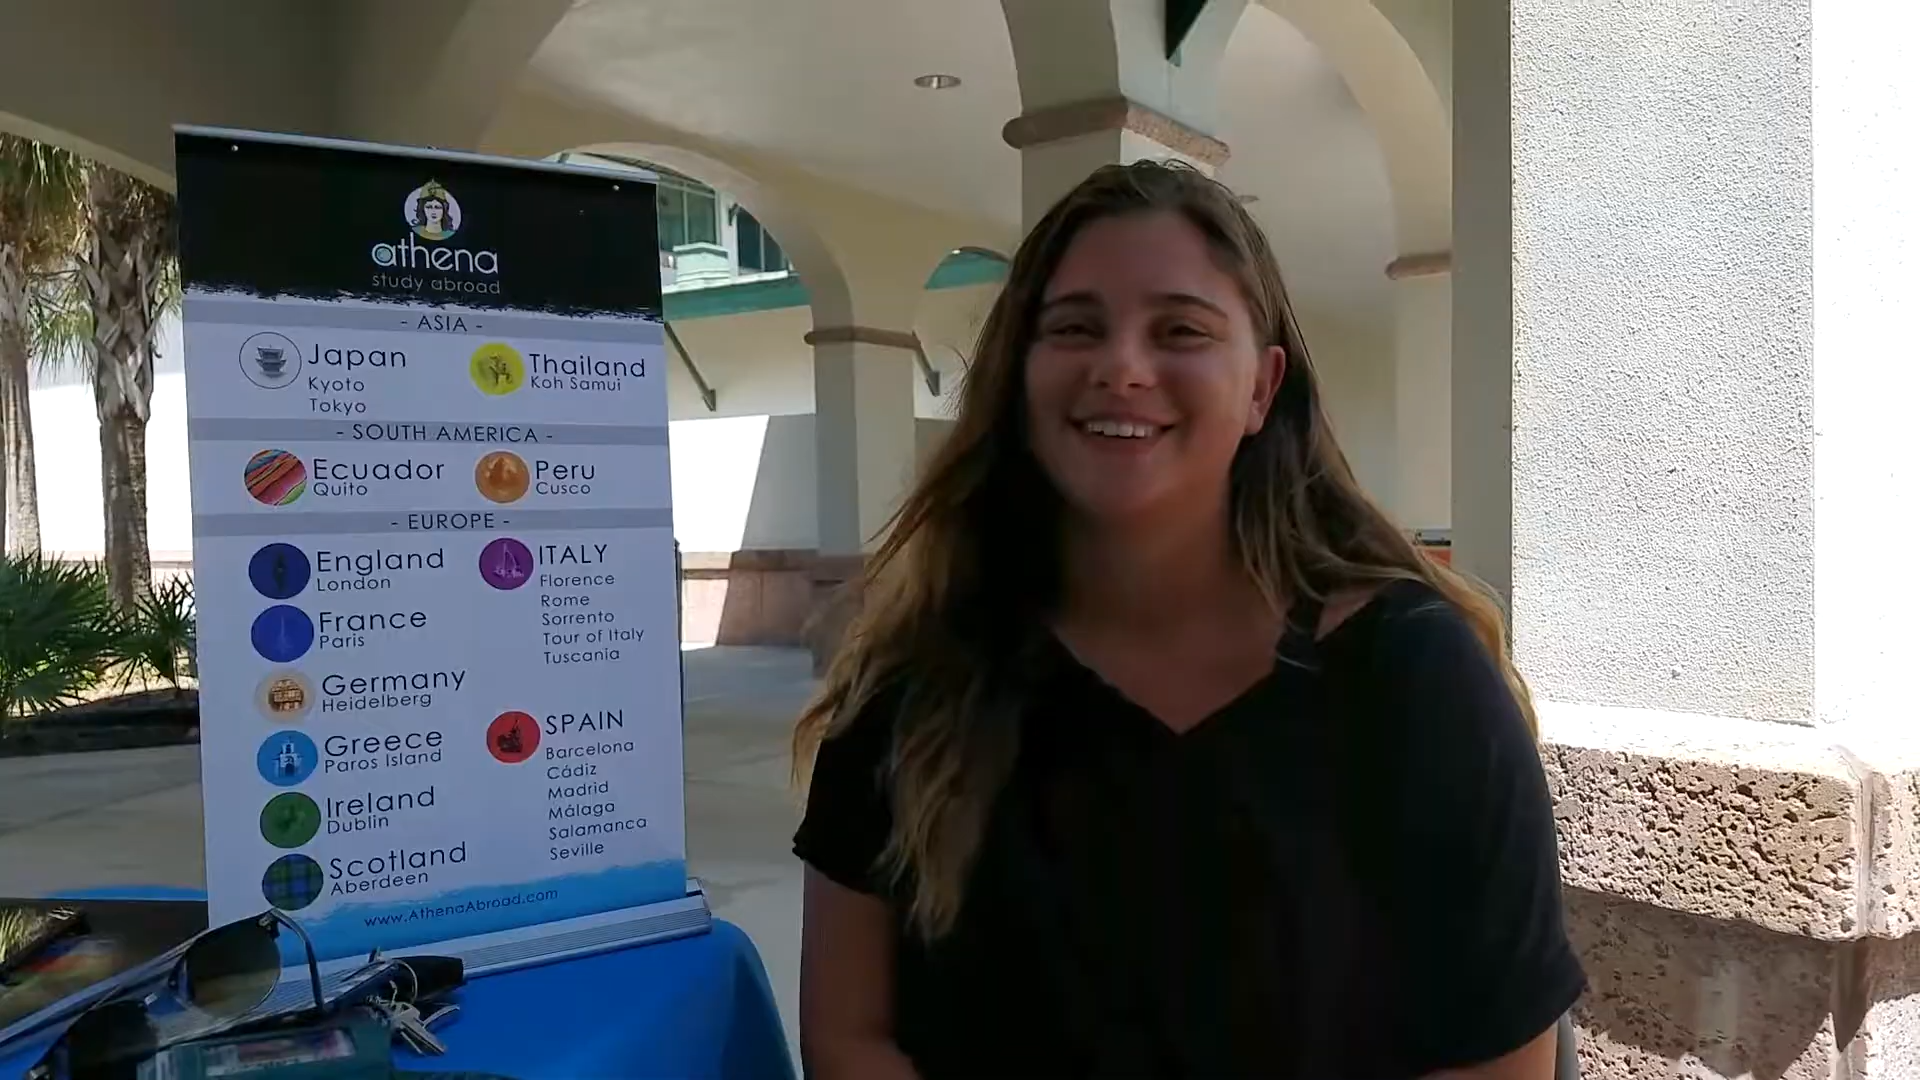 athena
study abroad
- ASIA -
Japan
Kyoto
Tokyo
Thailand
Koh Samui
- SOUTH AMERICA -
Ecuador
Quito
Peru
Cusco
- EUROPE -
England
London
France
Paris
Germany
Heidelberg
Greece
Paros Island
Ireland
Dublin
Scotland
Aberdeen
ITALY
Florence
Rome
Sorrento
Tour of Italy
Tuscania
SPAIN
Barcelona
Cádiz
Madrid
Málaga
Salamanca
Seville
www.AthenaAbroad.com